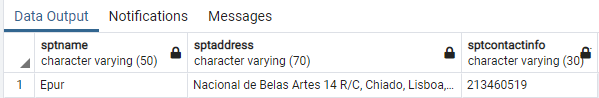 Data Output Notifications Messages
sptname sptaddress sptcontactinfo
character varying (50) character varying (70) character varying (30)
1 Epur Nacional de Belas Artes 14 R/C, Chiado, Lisboa,... 213460519